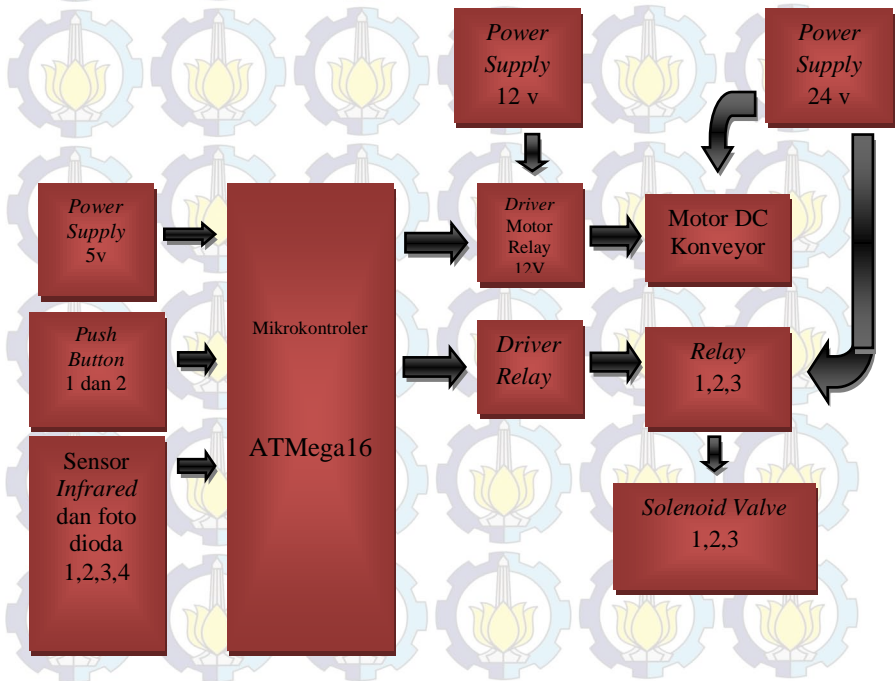 Power
Supply
12 v
Power
Supply
24 v
Power
Supply
5v
Driver
Motor
Relay
12V
Motor DC
Konveyor
Push
Button
1 dan 2
Mikrokontroler
ATMega16
Driver
Relay
Relay
1,2,3
Sensor
Infrared
dan foto
dioda
1,2,3,4
Solenoid Valve
1,2,3